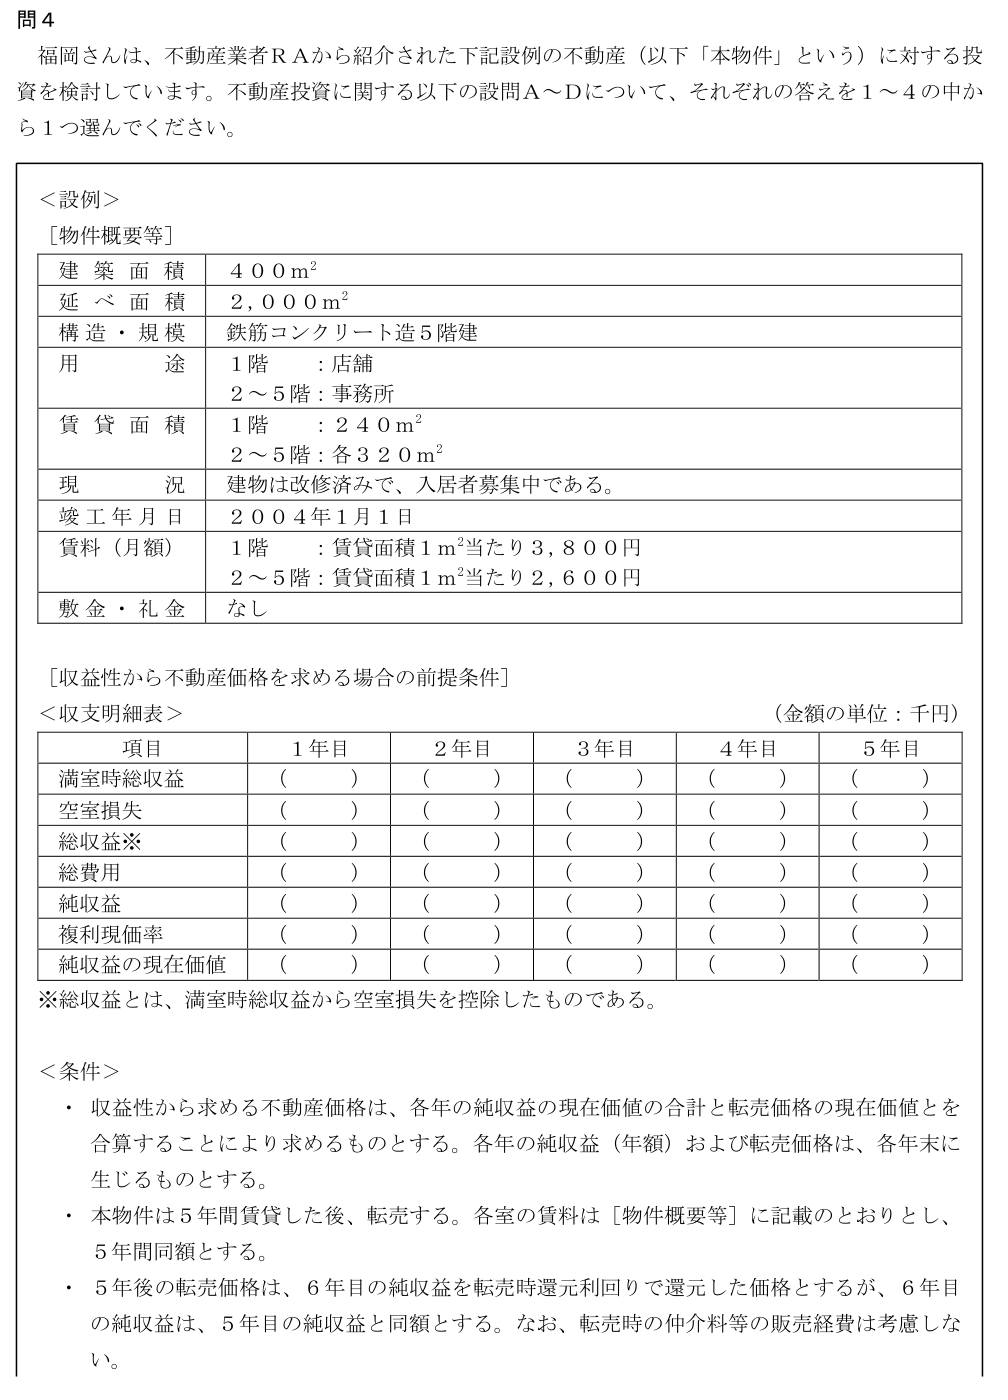 問４
福岡さんは、不動産業者ＲＡから紹介された下記設例の不動産（以下「本物件」という）に対する投
資を検討しています。不動産投資に関する以下の設問Ａ～Ｄについて、それぞれの答えを１～４の中か
ら１つ選んでください。
＜設例＞
［物件概要等］
建築面積 ４００ｍ²
延べ面積 ２,０００ｍ²
構造・規模 鉄筋コンクリート造５階建
用途 １階　　：店舗
２～５階：事務所
賃貸面積 １階　　：２４０ｍ²
２～５階：各３２０ｍ²
現況 建物は改修済みで、入居者募集中である。
竣工年月日 ２００４年１月１日
賃料（月額） １階　　：賃貸面積１ｍ²当たり３,８００円
２～５階：賃貸面積１ｍ²当たり２,６００円
敷金・礼金 なし
［収益性から不動産価格を求める場合の前提条件］
＜収支明細表＞ （金額の単位：千円）
項目 １年目 ２年目 ３年目 ４年目 ５年目
満室時総収益 （　　　） （　　　） （　　　） （　　　） （　　　）
空室損失 （　　　） （　　　） （　　　） （　　　） （　　　）
総収益※ （　　　） （　　　） （　　　） （　　　） （　　　）
総費用 （　　　） （　　　） （　　　） （　　　） （　　　）
純収益 （　　　） （　　　） （　　　） （　　　） （　　　）
複利現価率 （　　　） （　　　） （　　　） （　　　） （　　　）
純収益の現在価値 （　　　） （　　　） （　　　） （　　　） （　　　）
※総収益とは、満室時総収益から空室損失を控除したものである。
＜条件＞
・ 収益性から求める不動産価格は、各年の純収益の現在価値の合計と転売価格の現在価値とを
合算することにより求めるものとする。各年の純収益（年額）および転売価格は、各年末に
生じるものとする。
・ 本物件は５年間賃貸した後、転売する。各室の賃料は［物件概要等］に記載のとおりとし、
５年間同額とする。
・ ５年後の転売価格は、６年目の純収益を転売時還元利回りで還元した価格とするが、６年目
の純収益は、５年目の純収益と同額とする。なお、転売時の仲介料等の販売経費は考慮しな
い。